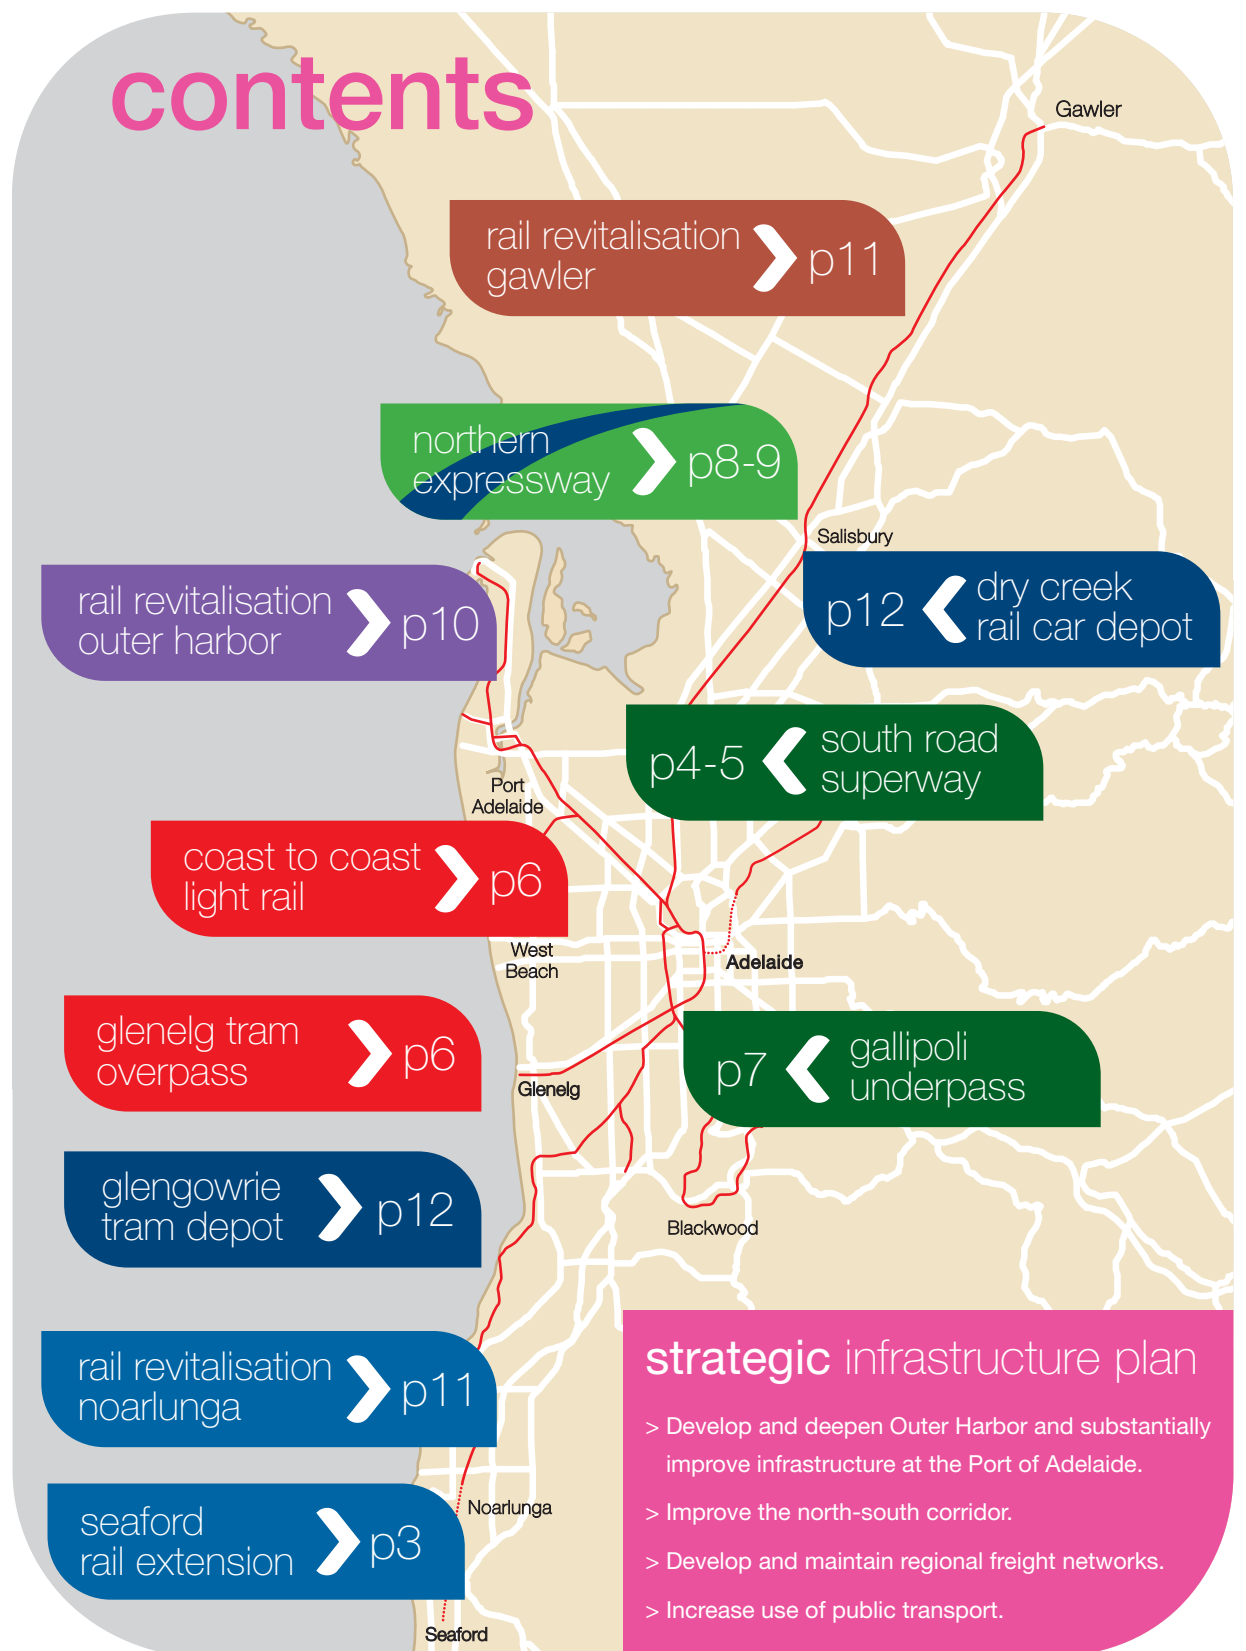 contents
Gawler
rail revitalisation
gawler
p11
northern
expressway
p8-9
Salisbury
rail revitalisation
outer harbor
p10
p12
dry creek
rail car depot
p4-5
south road
superway
Port
Adelaide
coast to coast
light rail
p6
West
Beach
Adelaide
glenelg tram
overpass
p6
p7
gallipoli
underpass
Glenelg
glengowrie
tram depot
p12
Blackwood
rail revitalisation
noarlunga
p11
Noarlunga
seaford
rail extension
p3
Seaford
strategic infrastructure plan
> Develop and deepen Outer Harbor and substantially
improve infrastructure at the Port of Adelaide.
> Improve the north-south corridor.
> Develop and maintain regional freight networks.
> Increase use of public transport.